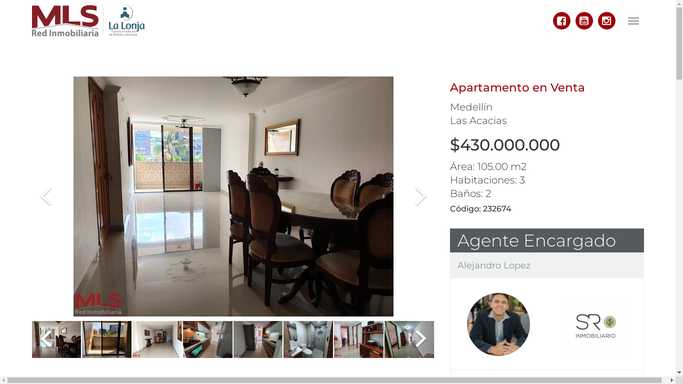 MLS
Red Inmobiliaria
La Lonja
Apartamento en Venta
Medellín
Las Acacias
$430.000.000
Área: 105.00 m2
Habitaciones: 3
Baños: 2
Código: 232674
MLS
Red Inmobiliaria
Agente Encargado
Alejandro Lopez
SR
INMOBILIARIO